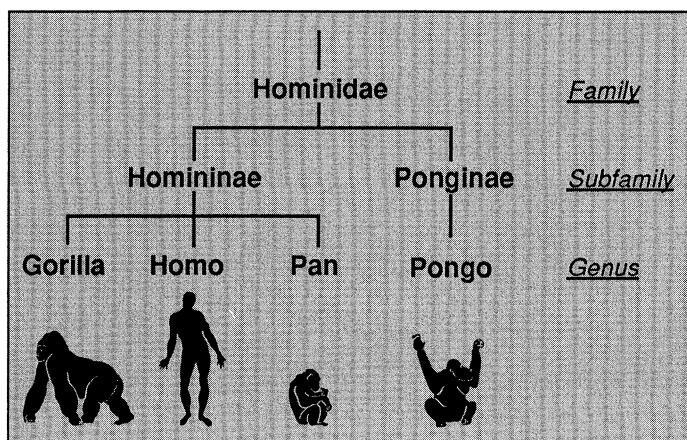 Hominidae Family
Homininae Ponginae Subfamily
Gorilla Homo Pan Pongo Genus